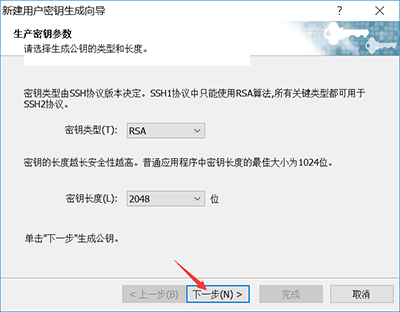 新建用户密钥生成向导
生产密钥参数
请选择生成公钥的类型和长度。
密钥类型由SSH协议版本决定。SSH1协议中只能使用RSA算法,所有关键类型都可用于
SSH2协议。
密钥类型(T): RSA
密钥的长度越长安全性越高。普通应用程序中密钥长度的最佳大小为1024位。
密钥长度(L): 2048 位
单击"下一步"生成公钥。
< 上一步(B) 下一步(N) > 完成 取消